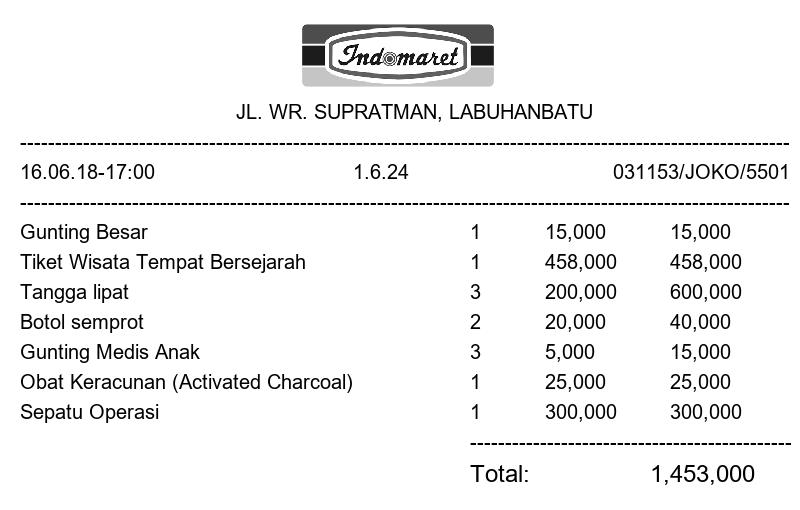 Indomaret
JL. WR. SUPRATMAN, LABUHANBATU
16.06.18-17:00 1.6.24 031153/JOKO/5501
Gunting Besar 1 15,000 15,000
Tiket Wisata Tempat Bersejarah 1 458,000 458,000
Tangga lipat 3 200,000 600,000
Botol semprot 2 20,000 40,000
Gunting Medis Anak 3 5,000 15,000
Obat Keracunan (Activated Charcoal) 1 25,000 25,000
Sepatu Operasi 1 300,000 300,000
Total: 1,453,000